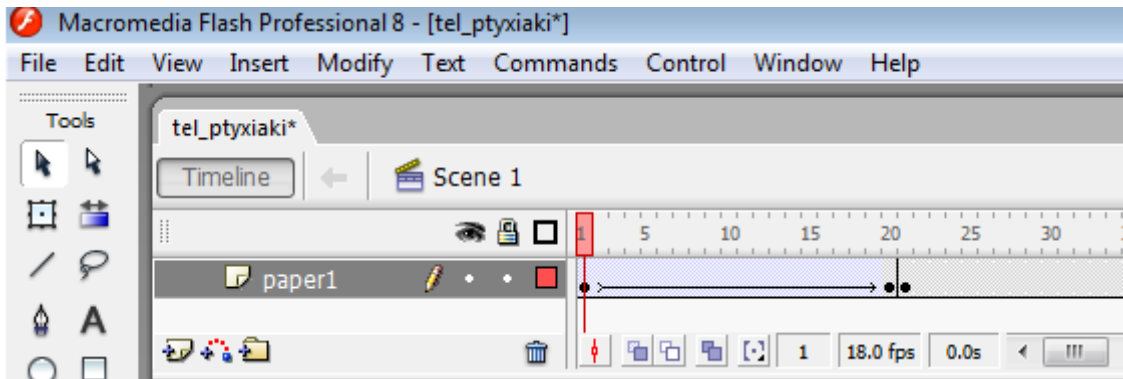 Macromedia Flash Professional 8 - [tel_ptyxiaki*]
File Edit View Insert Modify Text Commands Control Window Help
Tools
tel_ptyxiaki*
Timeline
Scene 1
1 5 10 15 20 25 30
paper1
A
1 18.0 fps 0.0s